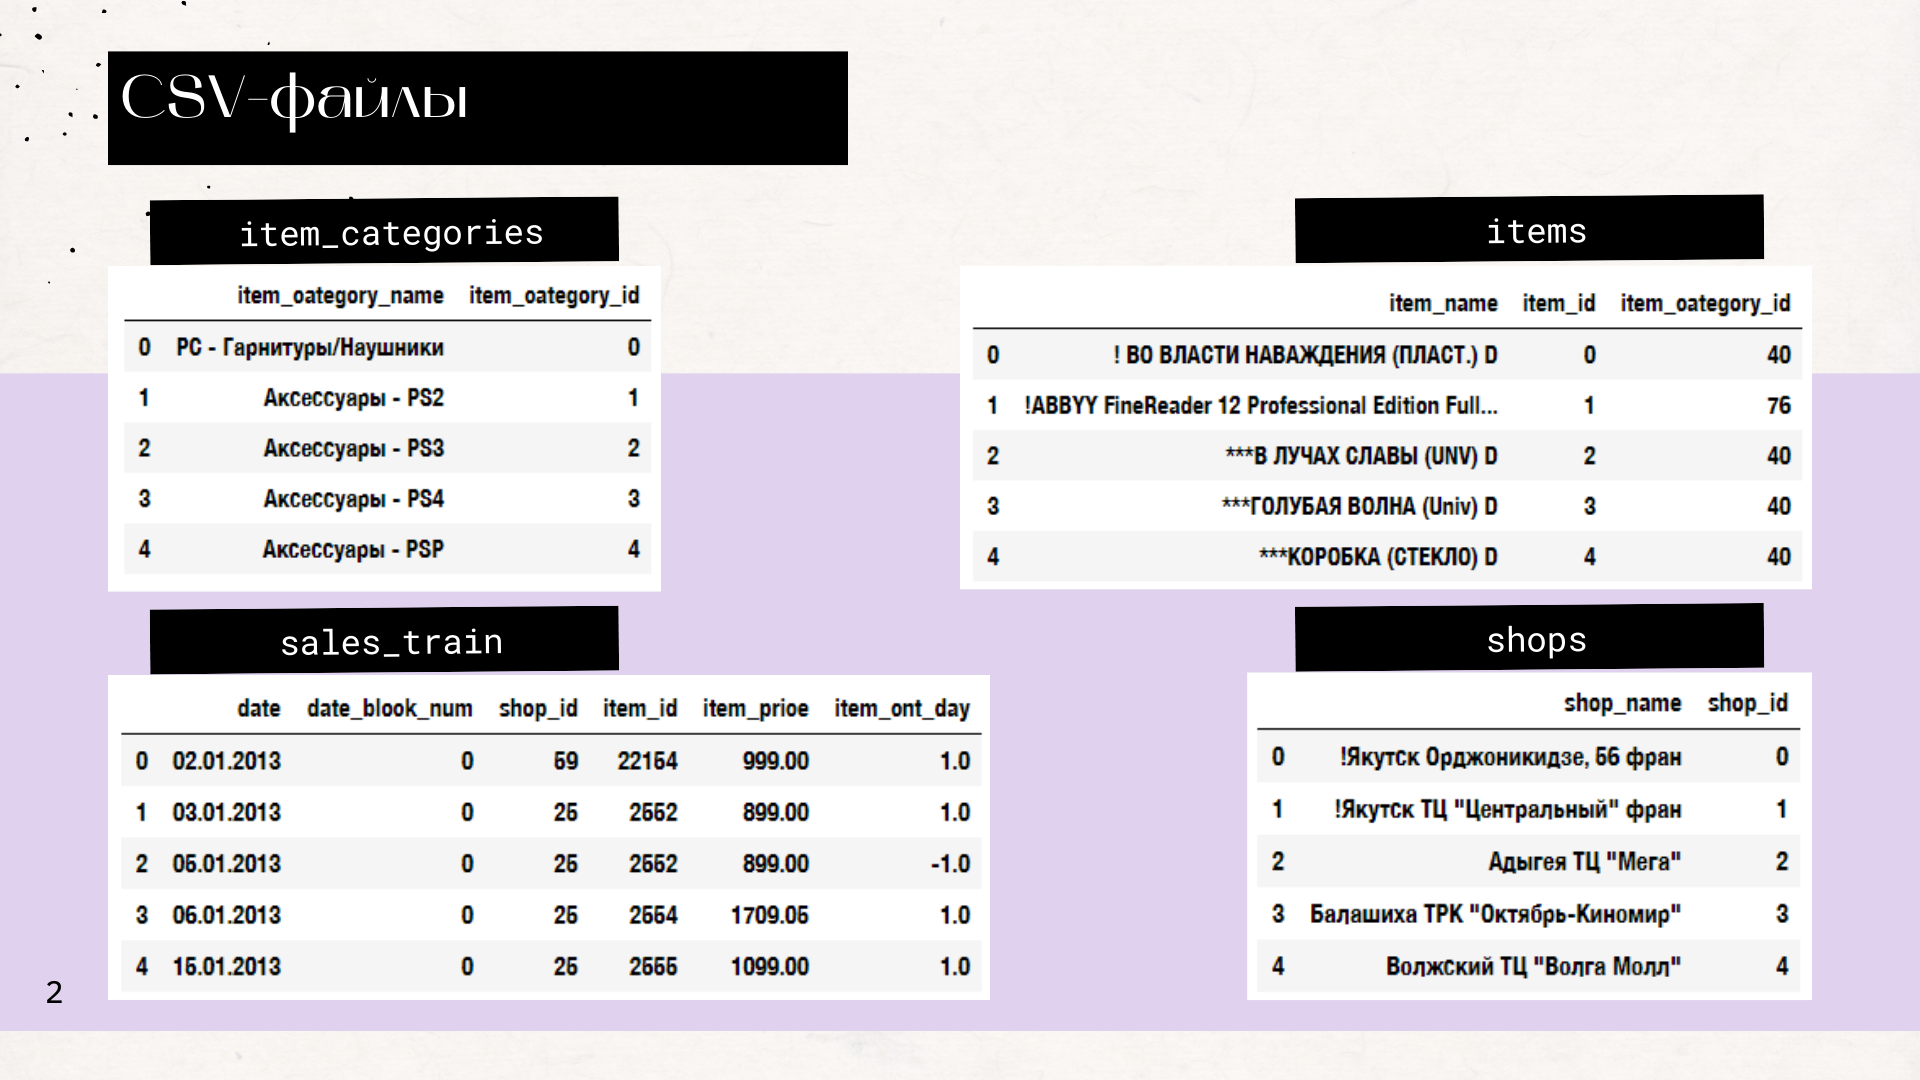 CSV-файлы
item_categories
item_category_name item_category_id
0 PC - Гарнитуры/Наушники 0
1 Аксессуары - PS2 1
2 Аксессуары - PS3 2
3 Аксессуары - PS4 3
4 Аксессуары - PSP 4
items
item_name item_id item_category_id
0 ! ВО ВЛАСТИ НАВАЖДЕНИЯ (ПЛАСТ.) D 0 40
1 !ABBYY FineReader 12 Professional Edition Full... 1 76
2 ***В ЛУЧАХ СЛАВЫ (UNV) D 2 40
3 ***ГОЛУБАЯ ВОЛНА (Univ) D 3 40
4 ***КОРОБКА (СТЕКЛО) D 4 40
sales_train
date date_block_num shop_id item_id item_price item_cnt_day
0 02.01.2013 0 59 22154 999.00 1.0
1 03.01.2013 0 25 2552 899.00 1.0
2 05.01.2013 0 25 2552 899.00 -1.0
3 06.01.2013 0 25 2554 1709.05 1.0
4 15.01.2013 0 25 2555 1099.00 1.0
shops
shop_name shop_id
0 !Якутск Орджоникидзе, 56 фран 0
1 !Якутск ТЦ "Центральный" фран 1
2 Адыгея ТЦ "Мега" 2
3 Балашиха ТРК "Октябрь-Киномир" 3
4 Волжский ТЦ "Волга Молл" 4
2